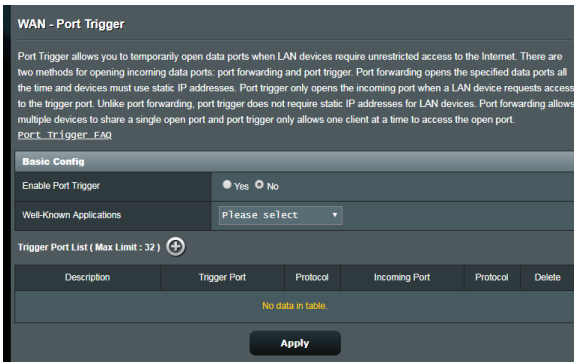 WAN - Port Trigger
Port Trigger allows you to temporarily open data ports when LAN devices require unrestricted access to the Internet. There are
two methods for opening incoming data ports: port forwarding and port trigger. Port forwarding opens the specified data ports all
the time and devices must use static IP addresses. Port trigger only opens the incoming port when a LAN device requests access
to the trigger port. Unlike port forwarding, port trigger does not require static IP addresses for LAN devices. Port forwarding allows
multiple devices to share a single open port and port trigger only allows one client at a time to access the open port.
Port Trigger FAQ
Basic Config
Enable Port Trigger Yes No
Well-Known Applications Please select
Trigger Port List ( Max Limit : 32 )
Description Trigger Port Protocol Incoming Port Protocol Delete
No data in table.
Apply